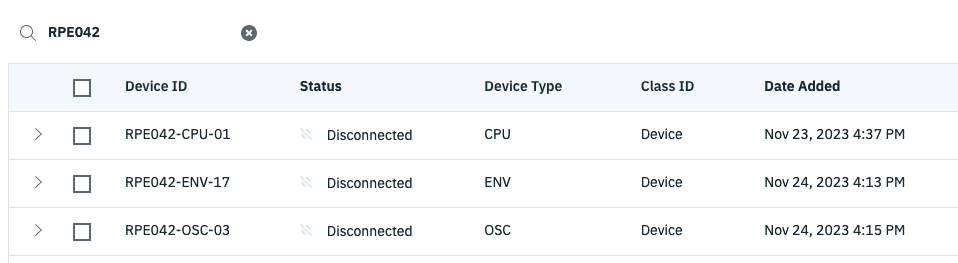 RPE042
Device ID Status Device Type Class ID Date Added
RPE042-CPU-01 Disconnected CPU Device Nov 23, 2023 4:37 PM
RPE042-ENV-17 Disconnected ENV Device Nov 24, 2023 4:13 PM
RPE042-OSC-03 Disconnected OSC Device Nov 24, 2023 4:15 PM